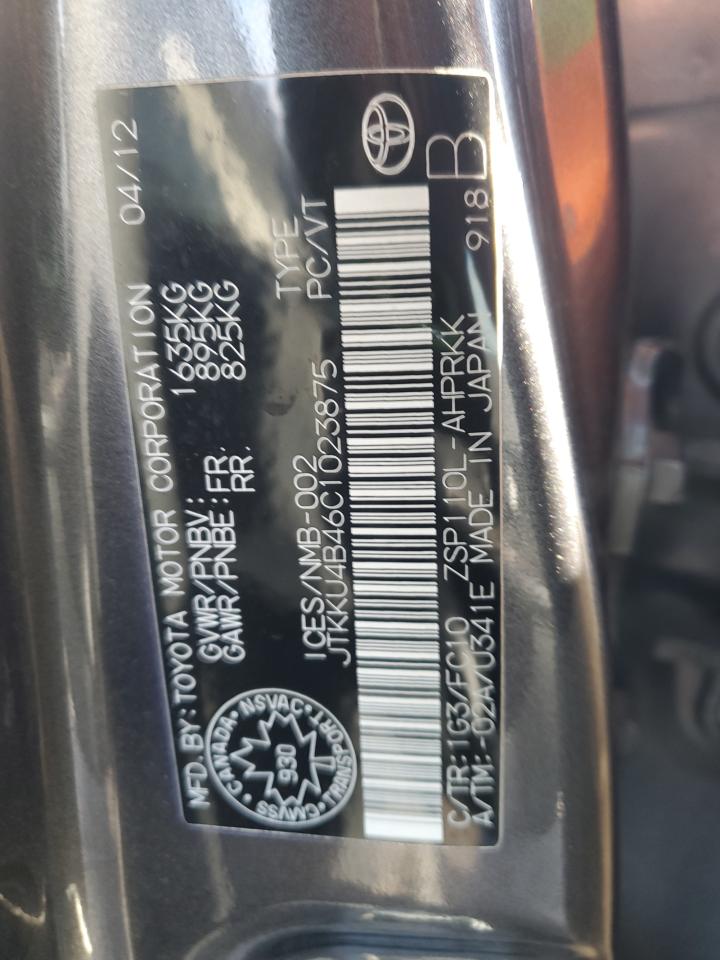 MFD. BY: TOYOTA MOTOR CORPORATION 04/12
GVWR/PNBV: 1635KG
GAWR/PNBE: FR. 895KG
RR. 825KG
CANADA · NSVAC · TRANSPORT · CMVSS
930
ICES/NMB-002 TYPE
JTKKU4B46C1023875 PC/VT
C/TR: 1G3/FC10 ZSP110L-AHPRKK
A/TM: -02A/U341E MADE IN JAPAN 918 B